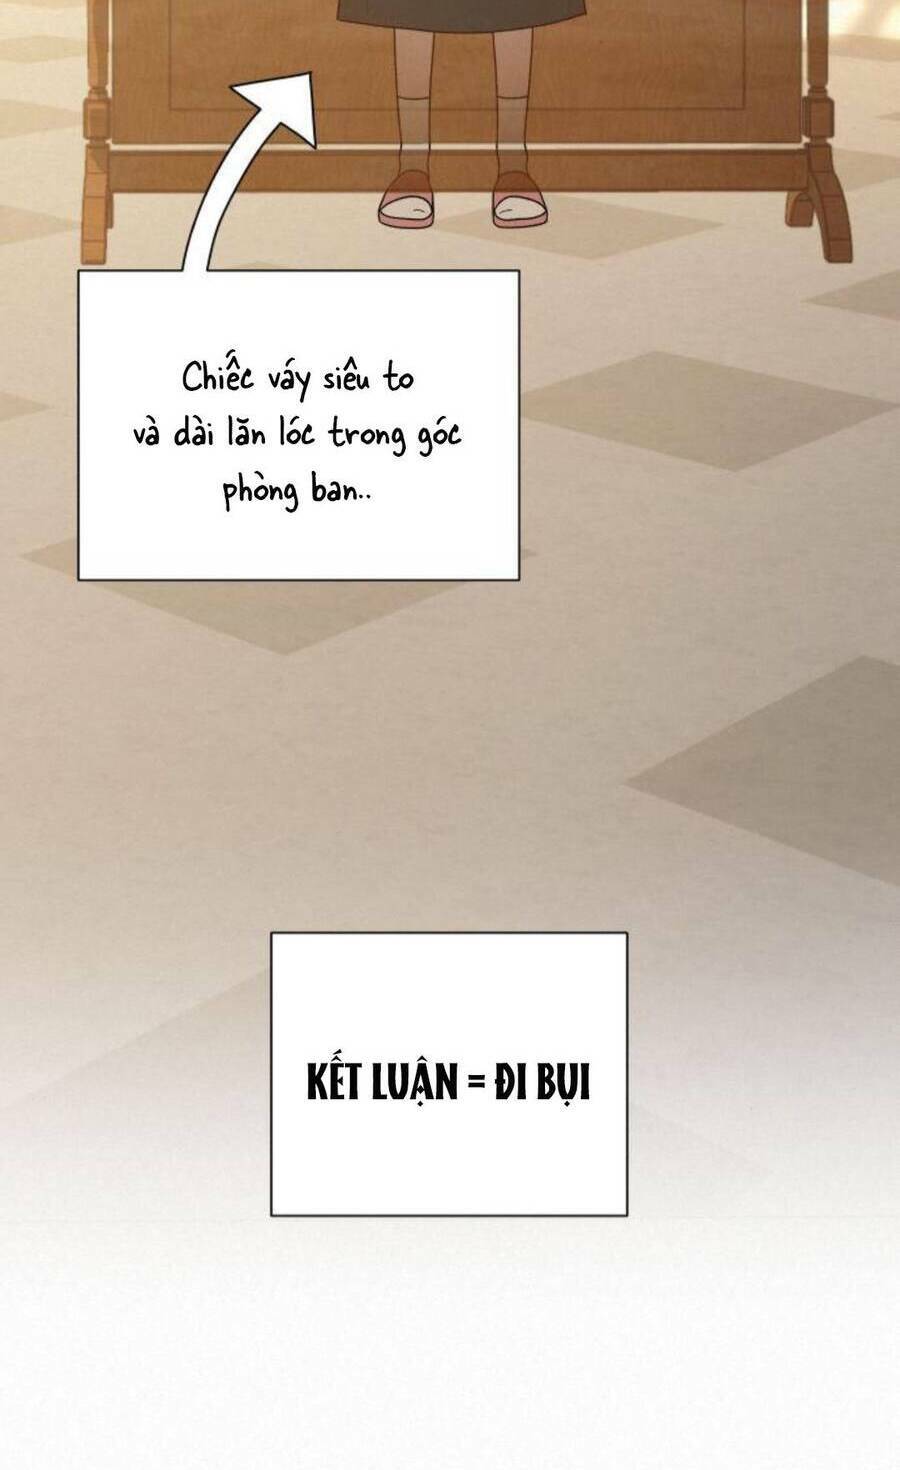 Chiếc váy siêu to
và dài lăn lóc trong góc
phòng ban..
KẾT LUẬN = ĐI BỤI